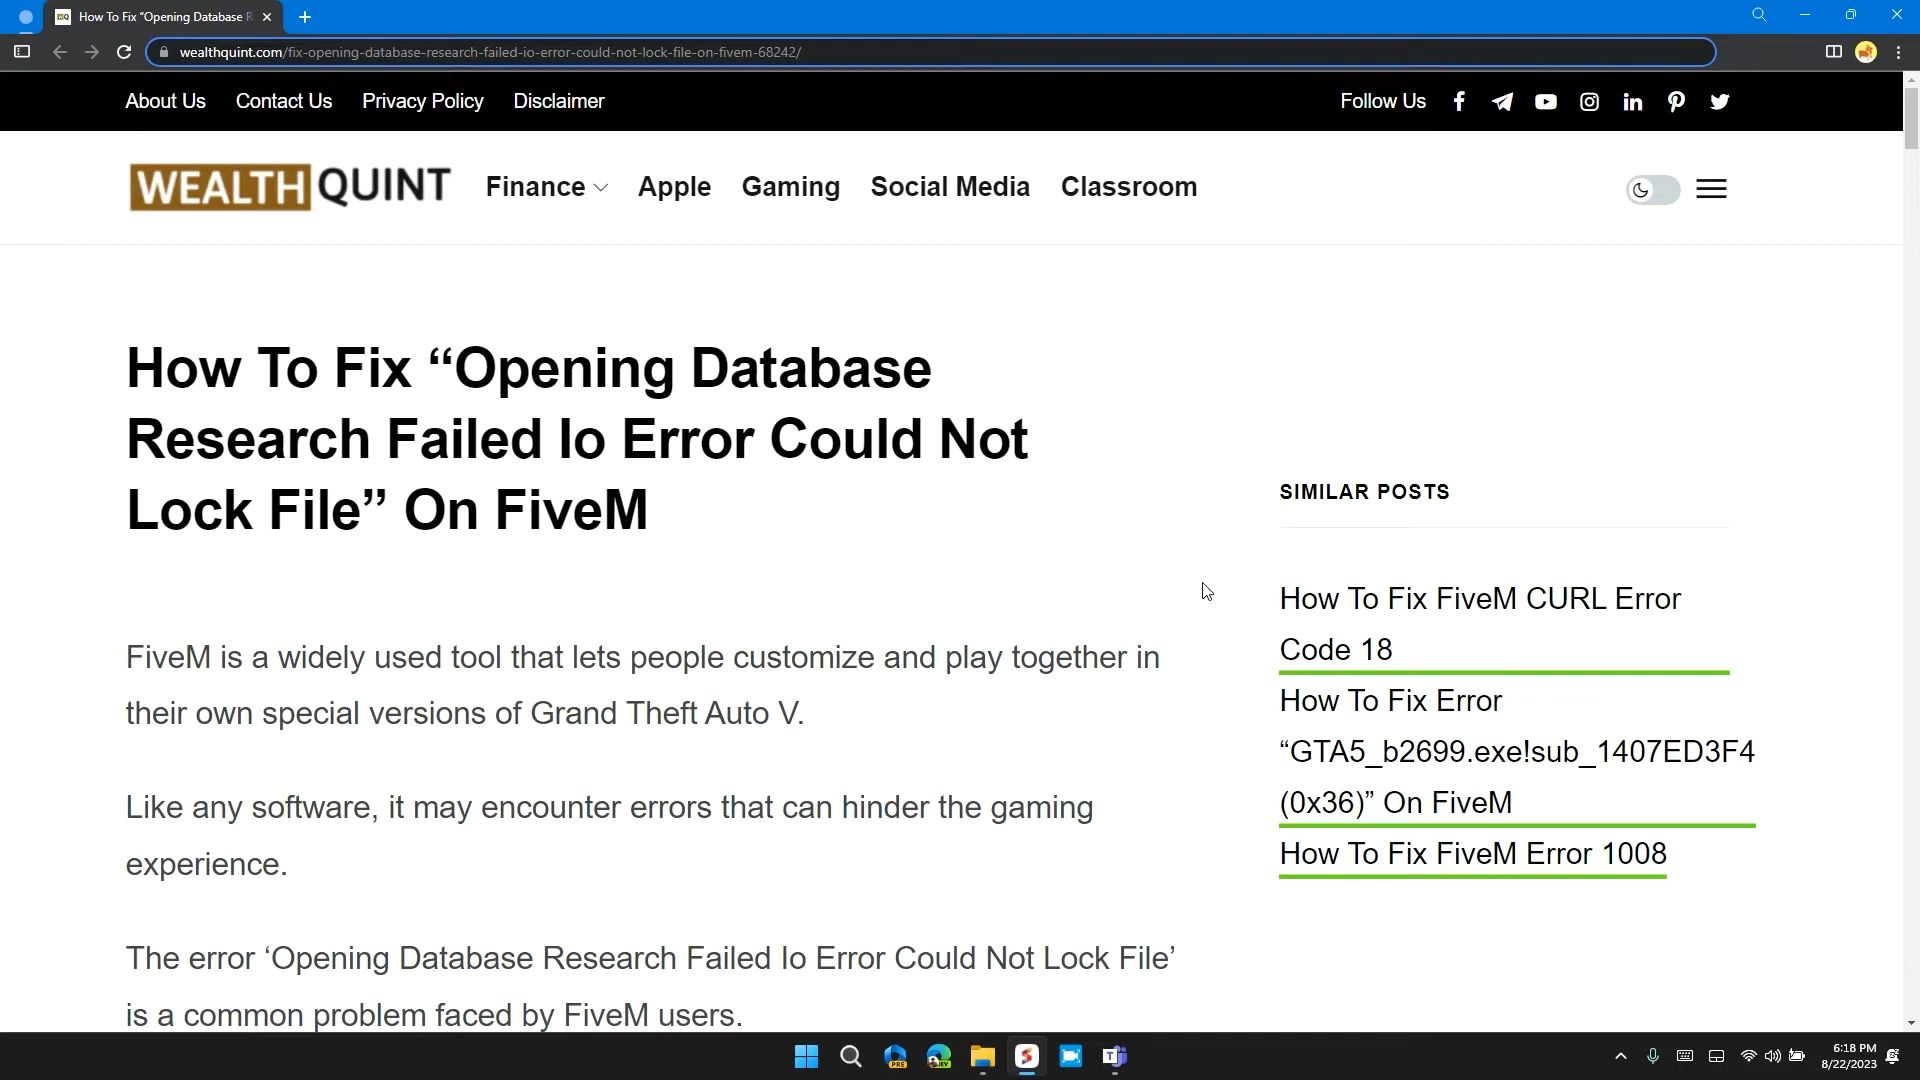 How To Fix “Opening Database R
wealthquint.com/fix-opening-database-research-failed-io-error-could-not-lock-file-on-fivem-68242/
About Us Contact Us Privacy Policy Disclaimer Follow Us
WEALTH QUINT Finance Apple Gaming Social Media Classroom
How To Fix “Opening Database
Research Failed Io Error Could Not
Lock File” On FiveM
FiveM is a widely used tool that lets people customize and play together in
their own special versions of Grand Theft Auto V.
Like any software, it may encounter errors that can hinder the gaming
experience.
The error ‘Opening Database Research Failed Io Error Could Not Lock File’
is a common problem faced by FiveM users.
SIMILAR POSTS
How To Fix FiveM CURL Error
Code 18
How To Fix Error
“GTA5_b2699.exe!sub_1407ED3F4
(0x36)” On FiveM
How To Fix FiveM Error 1008
6:18 PM
8/22/2023